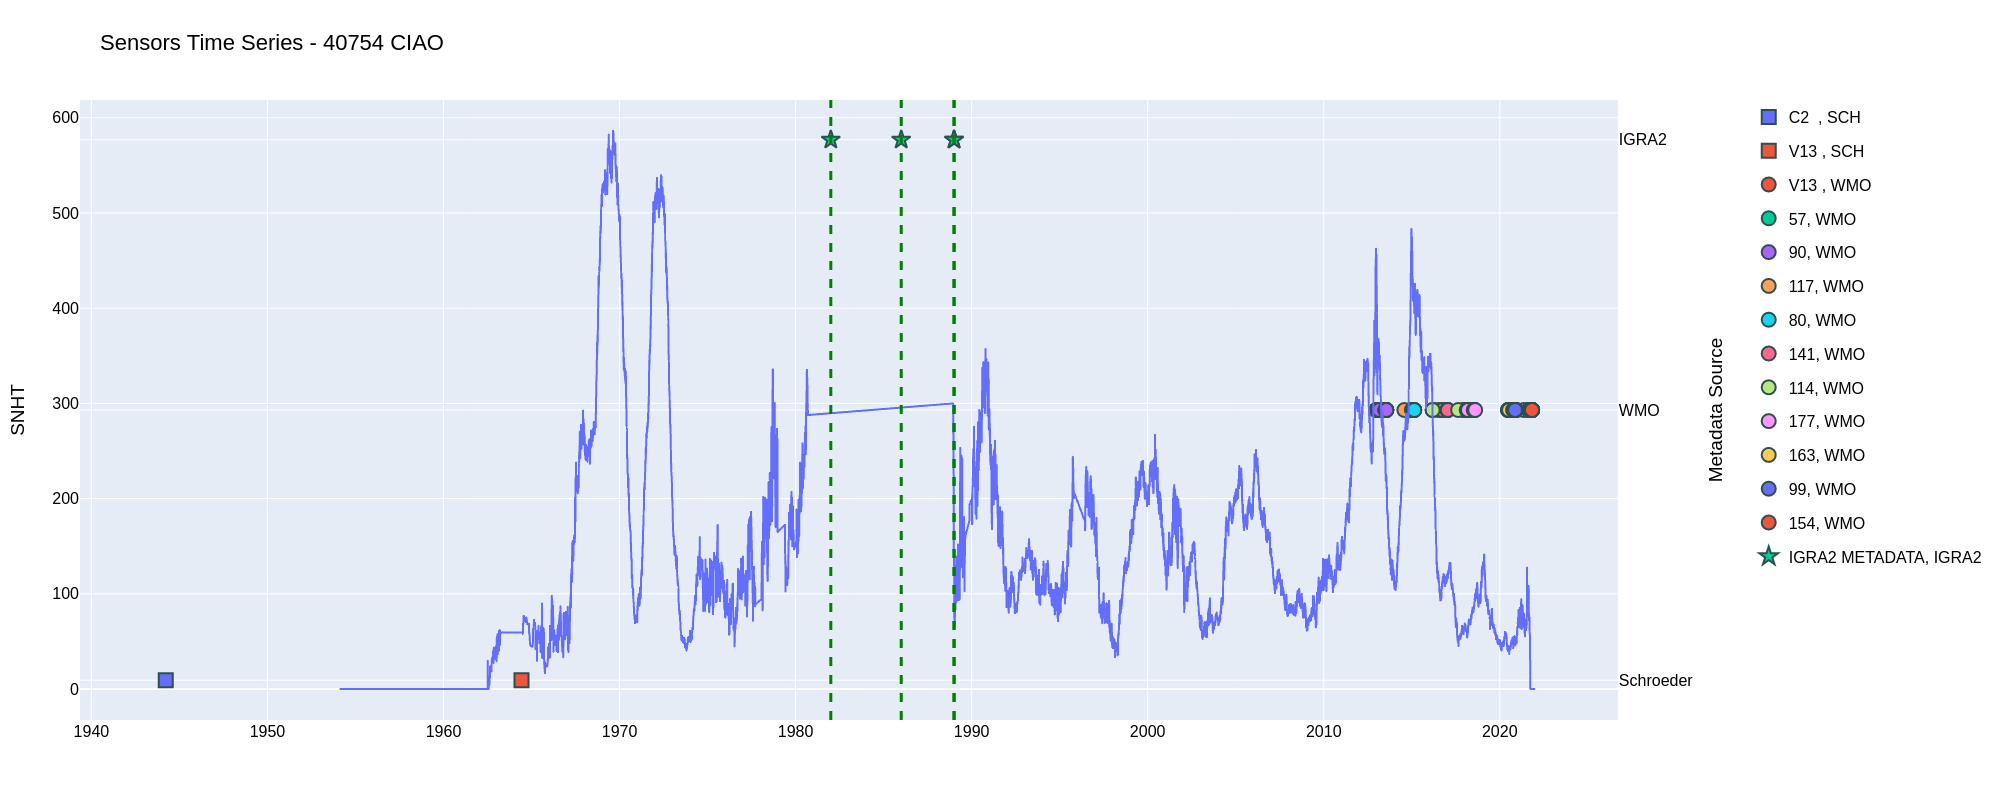 Sensors Time Series - 40754 CIAO
SNHT
600
500
400
300
200
100
0
1940
1950
1960
1970
1980
1990
2000
2010
2020
IGRA2
WMO
Schroeder
Metadata Source
C2  , SCH
V13 , SCH
V13 , WMO
57, WMO
90, WMO
117, WMO
80, WMO
141, WMO
114, WMO
177, WMO
163, WMO
99, WMO
154, WMO
IGRA2 METADATA, IGRA2